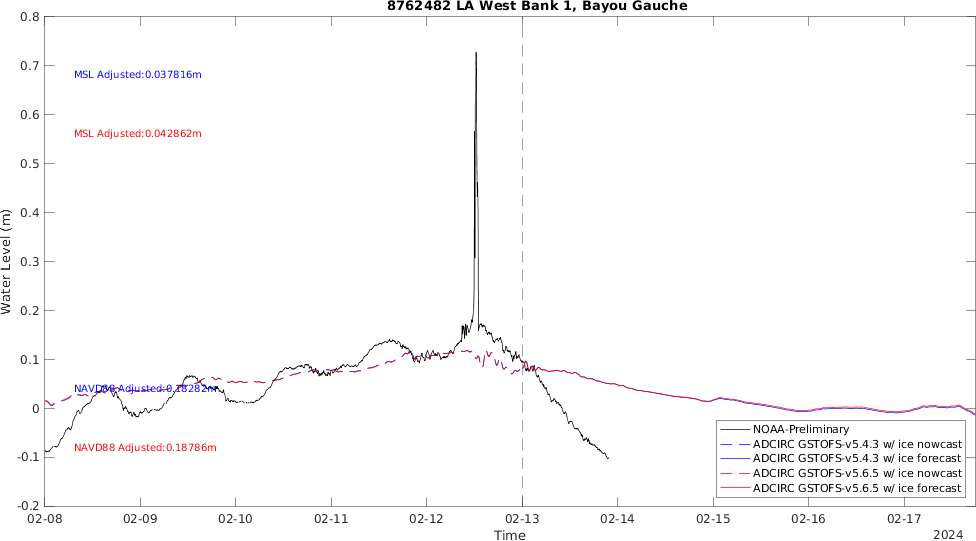 8762482 LA West Bank 1, Bayou Gauche
0.8
0.7
0.6
0.5
0.4
0.3
0.2
0.1
0
-0.1
-0.2
Water Level (m)
MSL Adjusted:0.037816m
MSL Adjusted:0.042862m
NAVD88 Adjusted:0.18282m
NAVD88 Adjusted:0.18786m
NOAA-Preliminary
ADCIRC GSTOFS-v5.4.3 w/ ice nowcast
ADCIRC GSTOFS-v5.4.3 w/ ice forecast
ADCIRC GSTOFS-v5.6.5 w/ ice nowcast
ADCIRC GSTOFS-v5.6.5 w/ ice forecast
02-08 02-09 02-10 02-11 02-12 02-13 02-14 02-15 02-16 02-17
Time
2024